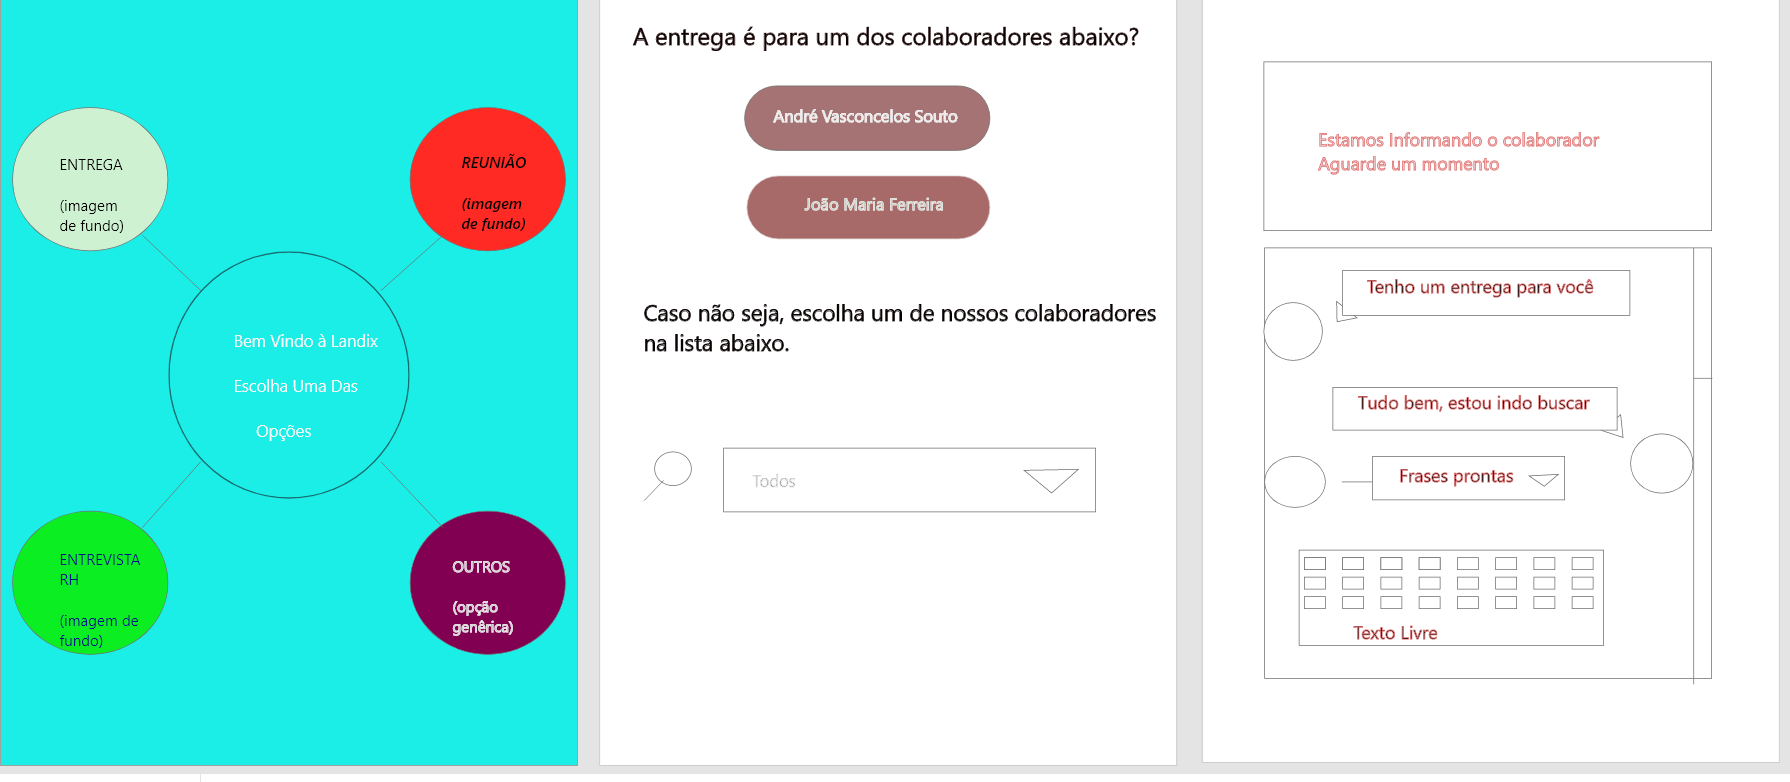 ENTREGA
(imagem
de fundo)
REUNIÃO
(imagem
de fundo)
Bem Vindo à Landix
Escolha Uma Das
Opções
ENTREVISTA
RH
(imagem de
fundo)
OUTROS
(opção
genêrica)
A entrega é para um dos colaboradores abaixo?
André Vasconcelos Souto
João Maria Ferreira
Caso não seja, escolha um de nossos colaboradores
na lista abaixo.
Todos
Estamos Informando o colaborador
Aguarde um momento
Tenho um entrega para você
Tudo bem, estou indo buscar
Frases prontas
Texto Livre